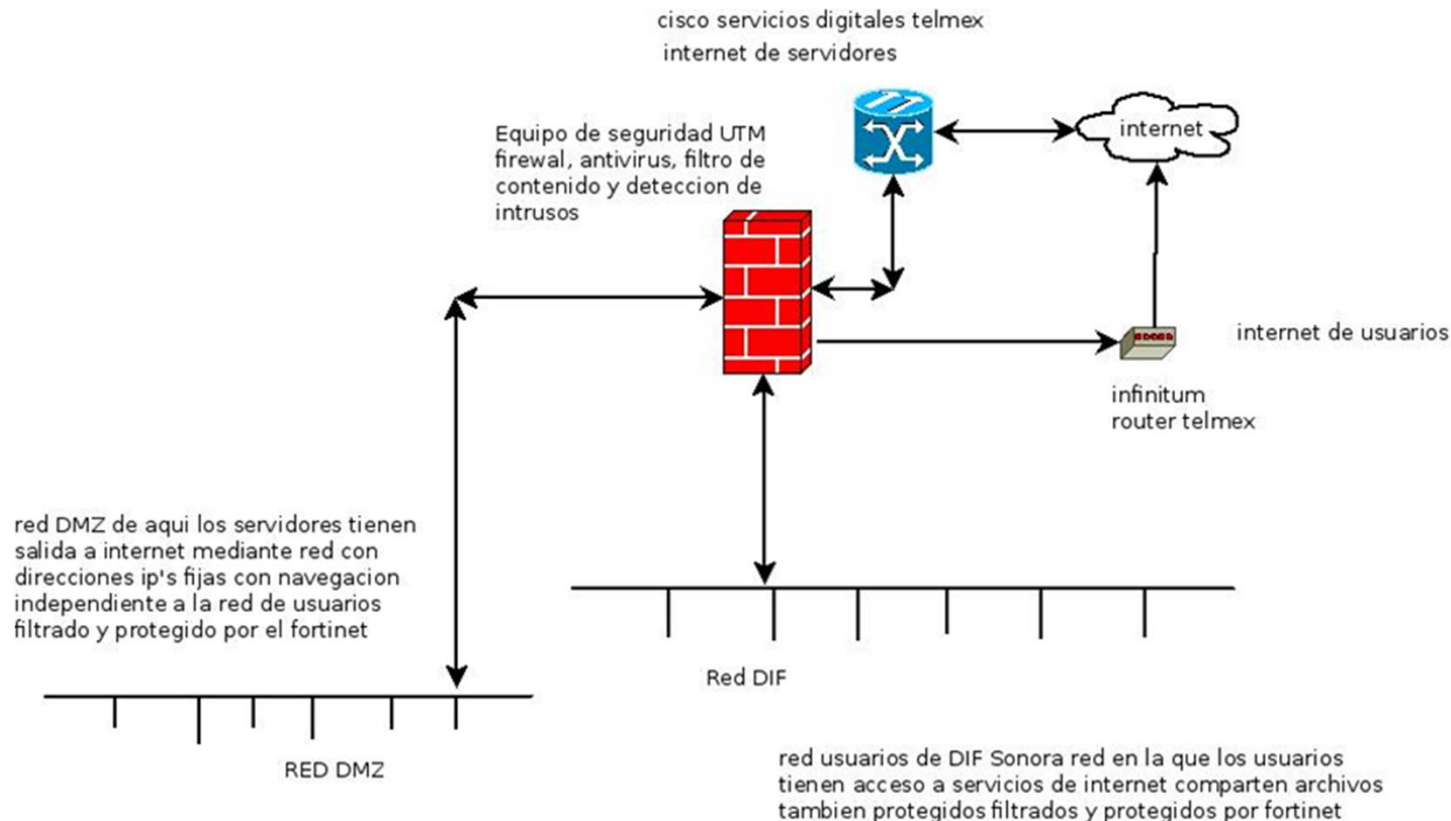 cisco servicios digitales telmex
internet de servidores
Equipo de seguridad UTM
firewal, antivirus, filtro de
contenido y deteccion de
intrusos
internet
internet de usuarios
infinitum
router telmex
red DMZ de aqui los servidores tienen
salida a internet mediante red con
direcciones ip's fijas con navegacion
independiente a la red de usuarios
filtrado y protegido por el fortinet
Red DIF
RED DMZ
red usuarios de DIF Sonora red en la que los usuarios
tienen acceso a servicios de internet comparten archivos
tambien protegidos filtrados y protegidos por fortinet